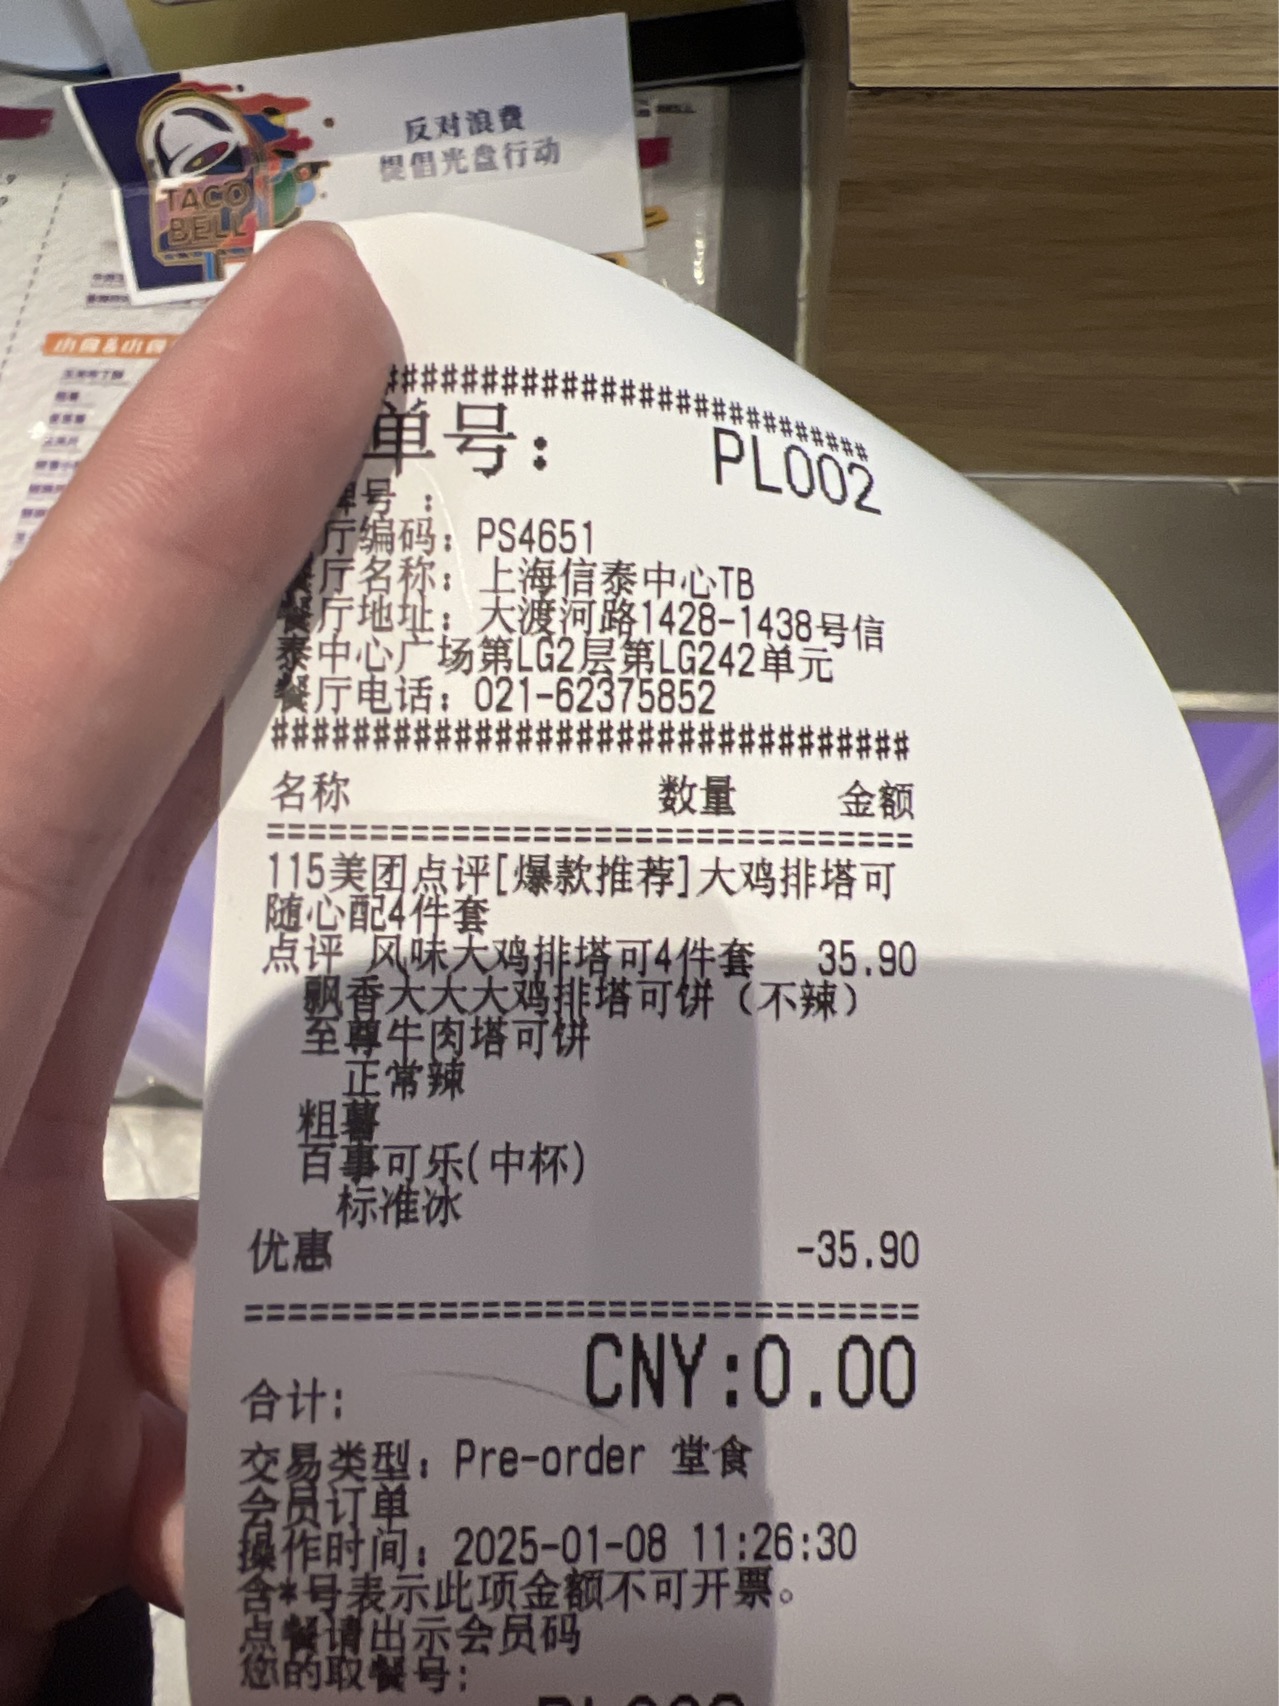 反对浪费
提倡光盘行动
TACO
BELL
小食&小食
################################
单号: PL002
牌号 :
厅编码: PS4651
餐厅名称: 上海信泰中心TB
餐厅地址: 大渡河路1428-1438号信
泰中心广场第LG2层第LG242单元
餐厅电话: 021-62375852
################################
名称 数量 金额
================================
115美团点评[爆款推荐]大鸡排塔可
随心配4件套
点评 风味大鸡排塔可4件套 35.90
飘香大大大鸡排塔可饼（不辣）
至尊牛肉塔可饼
正常辣
粗薯
百事可乐(中杯)
标准冰
优惠 -35.90
================================
合计: CNY:0.00
交易类型: Pre-order 堂食
会员订单
操作时间: 2025-01-08 11:26:30
含*号表示此项金额不可开票。
点餐请出示会员码
您的取餐号: